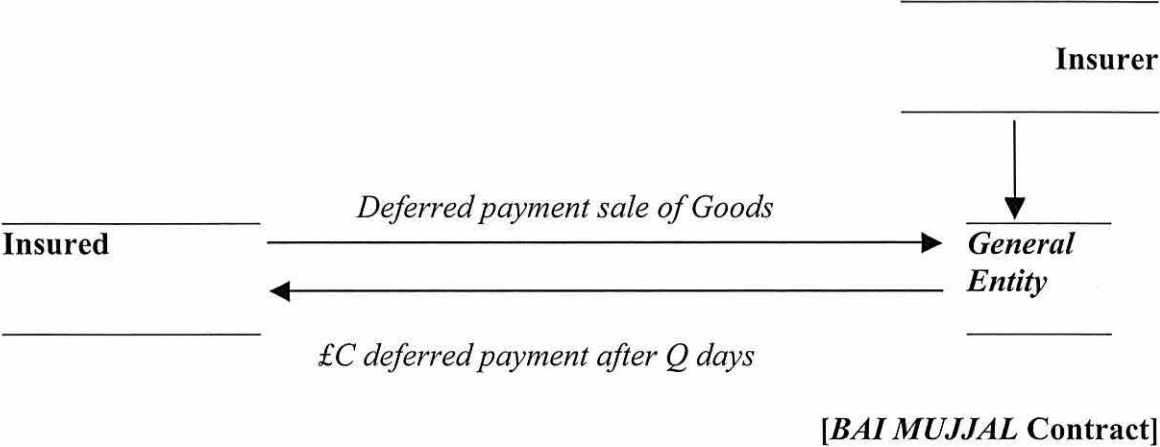 Insurer
Deferred payment sale of Goods
Insured
General
Entity
£C deferred payment after Q days
[BAI MUJJAL Contract]